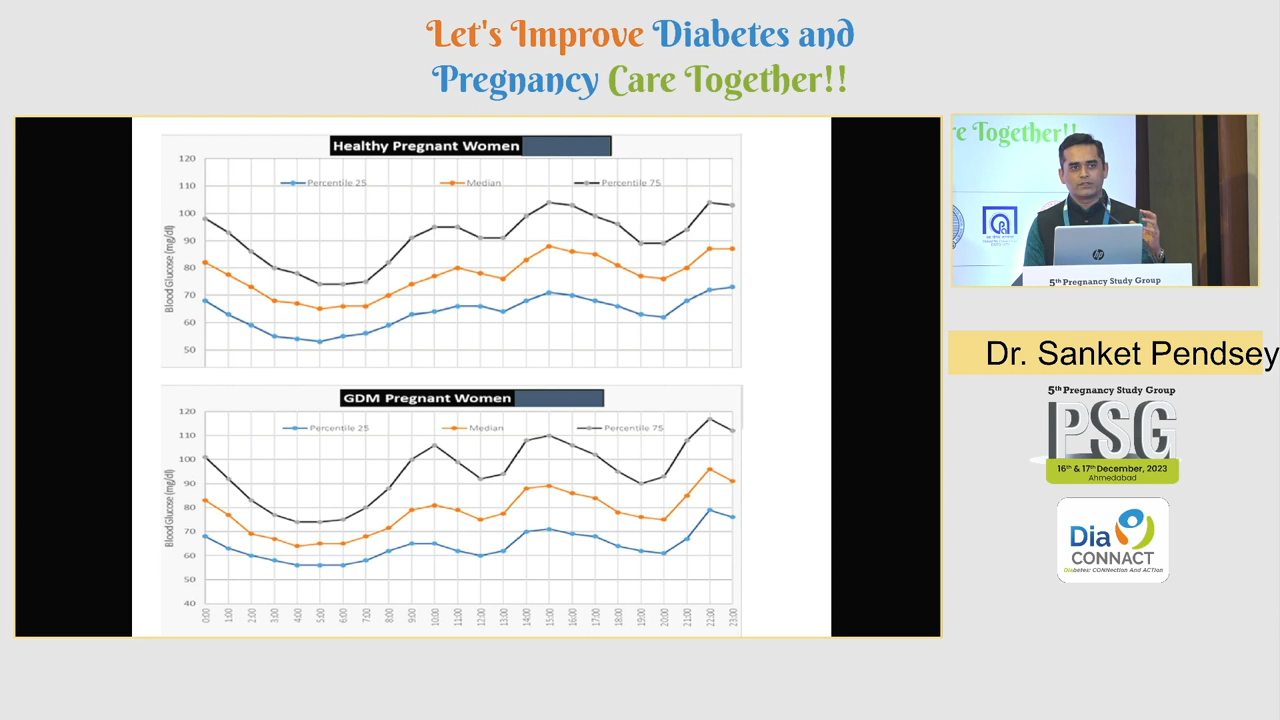 Let's Improve Diabetes and
Pregnancy Care Together!!
Healthy Pregnant Women
120
110
100
90
80
70
60
50
Blood Glucose (mg/dl)
Percentile 25
Median
Percentile 75
GDM Pregnant Women
120
110
100
90
80
70
60
50
40
Blood Glucose (mg/dl)
Percentile 25
Median
Percentile 75
0:00 1:00 2:00 3:00 4:00 5:00 6:00 7:00 8:00 9:00 10:00 11:00 12:00 13:00 14:00 15:00 16:00 17:00 18:00 19:00 20:00 21:00 22:00 23:00
re Together!!
hp
5th Pregnancy Study Group
Dr. Sanket Pendsey
5th Pregnancy Study Group
PSG
16th & 17th December, 2023
Ahmedabad
Dia
CONNACT
Diabetes: CONNection And ACTion